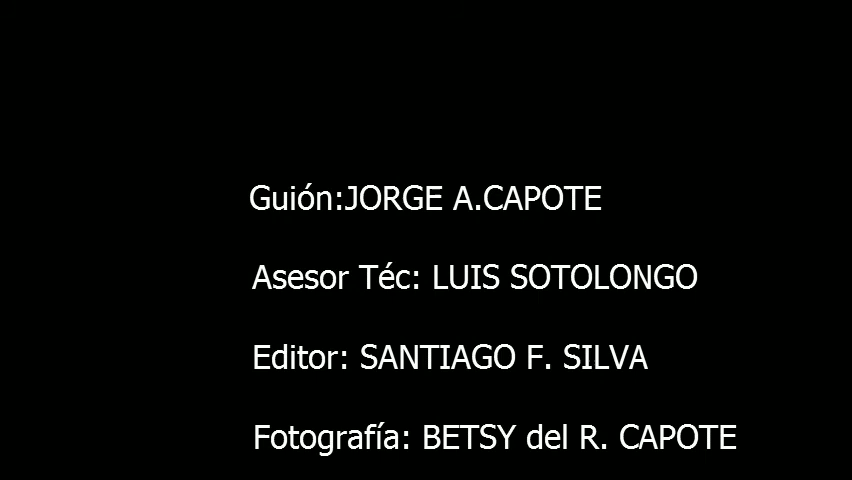 Guión:JORGE A.CAPOTE
Asesor Téc: LUIS SOTOLONGO
Editor: SANTIAGO F. SILVA
Fotografía: BETSY del R. CAPOTE